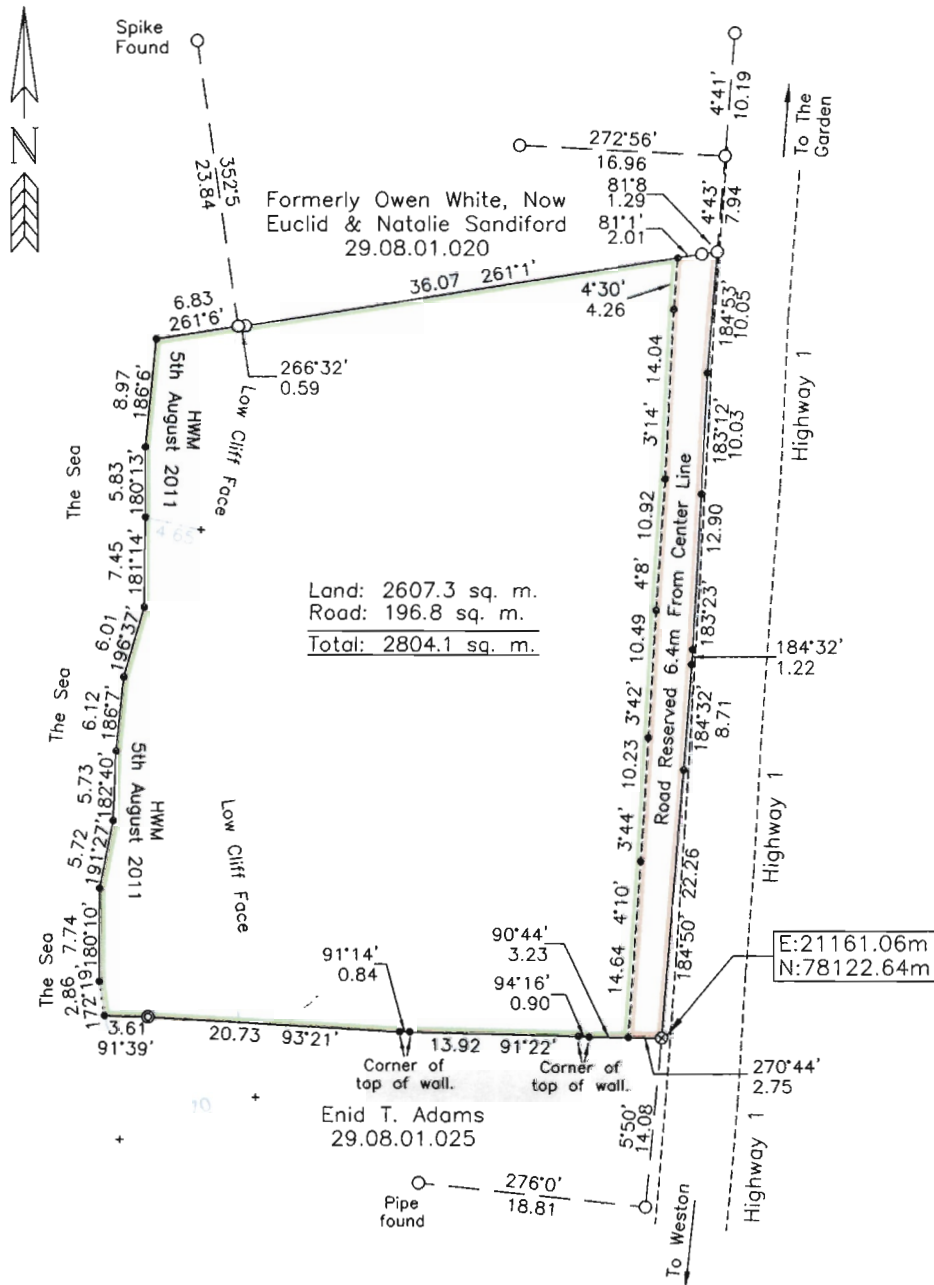 N
Spike
Found
352°5
23.84
4°41'
10.19
To The
Garden
272°56'
16.96
81°8
1.29
81°1'
2.01
4°43'
7.94
Formerly Owen White, Now
Euclid & Natalie Sandiford
29.08.01.020
36.07 261°1'
6.83
261°6'
266°32'
0.59
4°30'
4.26
184°53'
10.05
8.97
186°6'
HWM
5th August 2011
Low Cliff Face
14.04
3°14'
183°12'
10.03
Highway 1
The Sea
5.83
180°13'
4.65
7.45
181°14'
10.92
4°8'
12.90
183°23'
Road Reserved 6.4m From Center Line
Land: 2607.3 sq. m.
Road: 196.8 sq. m.
Total: 2804.1 sq. m.
6.01
196°37'
10.49
3°42'
184°32'
1.22
184°32'
8.71
The Sea
6.12
186°7'
5.73
182°40'
HWM
5th August 2011
Low Cliff Face
10.23
3°44'
Highway 1
5.72
191°27'
4°10'
14.64
22.26
184°50'
The Sea
7.74
180°10'
2.86
172°19'
91°14'
0.84
90°44'
3.23
94°16'
0.90
E:21161.06m
N:78122.64m
3.61
91°39'
20.73 93°21'
13.92 91°22'
Corner of
top of wall.
Corner of
top of wall.
270°44'
2.75
Enid T. Adams
29.08.01.025
5°50'
14.08
Highway 1
276°0'
18.81
Pipe
found
To Weston